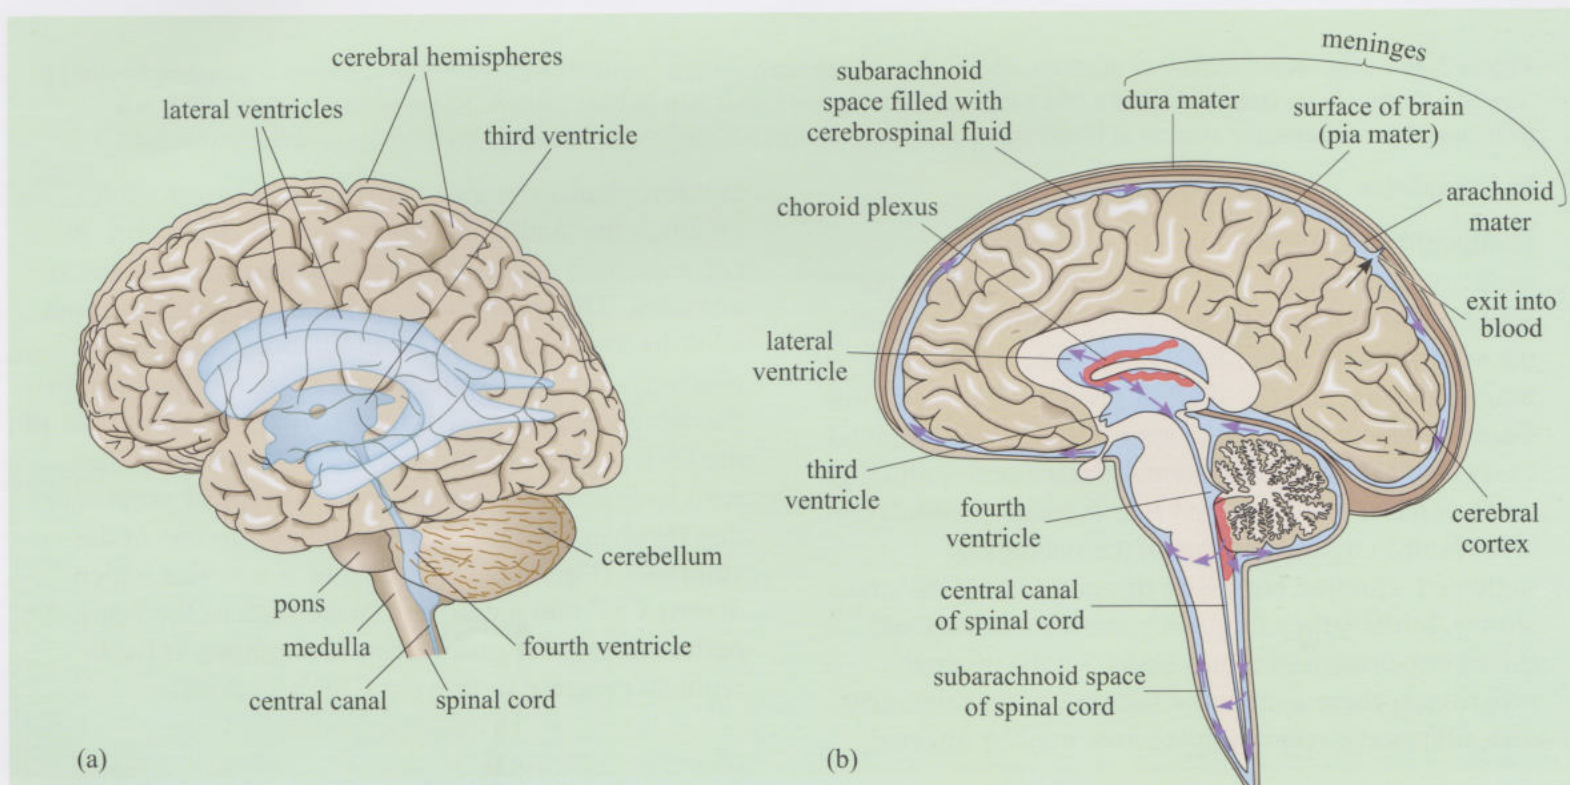 cerebral hemispheres
lateral ventricles
third ventricle
cerebellum
pons
medulla
fourth ventricle
central canal
spinal cord
(a)
meninges
subarachnoid
space filled with
cerebrospinal fluid
dura mater
surface of brain
(pia mater)
arachnoid
mater
choroid plexus
exit into
blood
lateral
ventricle
third
ventricle
fourth
ventricle
cerebral
cortex
central canal
of spinal cord
subarachnoid space
of spinal cord
(b)